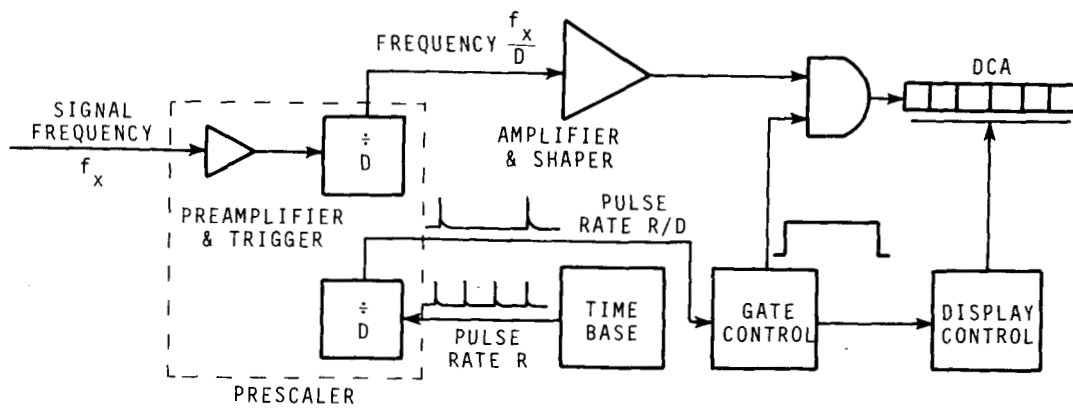 FREQUENCY f_x/D
DCA
SIGNAL
FREQUENCY
f_x
÷
D
AMPLIFIER
& SHAPER
PREAMPLIFIER
& TRIGGER
PULSE
RATE R/D
÷
D
PULSE
RATE R
TIME
BASE
GATE
CONTROL
DISPLAY
CONTROL
PRESCALER